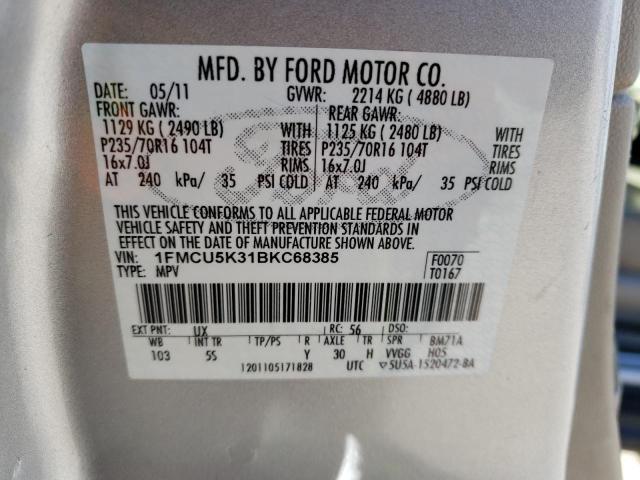 MFD. BY FORD MOTOR CO.
DATE: 05/11 GVWR: 2214 KG ( 4880 LB)
FRONT GAWR: REAR GAWR:
1129 KG ( 2490 LB) WITH 1125 KG ( 2480 LB) WITH
P235/70R16 104T TIRES P235/70R16 104T TIRES
16x7.0J RIMS 16x7.0J RIMS
AT 240 kPa/ 35 PSI COLD AT 240 kPa/ 35 PSI COLD
THIS VEHICLE CONFORMS TO ALL APPLICABLE FEDERAL MOTOR
VEHICLE SAFETY AND THEFT PREVENTION STANDARDS IN
EFFECT ON THE DATE OF MANUFACTURE SHOWN ABOVE.
VIN: 1FMCU5K31BKC68385 F0070
TYPE: MPV T0167
EXT PNT: UX RC: 56 DSO:
WB INT TR TP/PS R AXLE TR SPR BM71A
103 5S Y 30 H VVGG H05
1201105171828 UTC 5U5A-1520472-BA